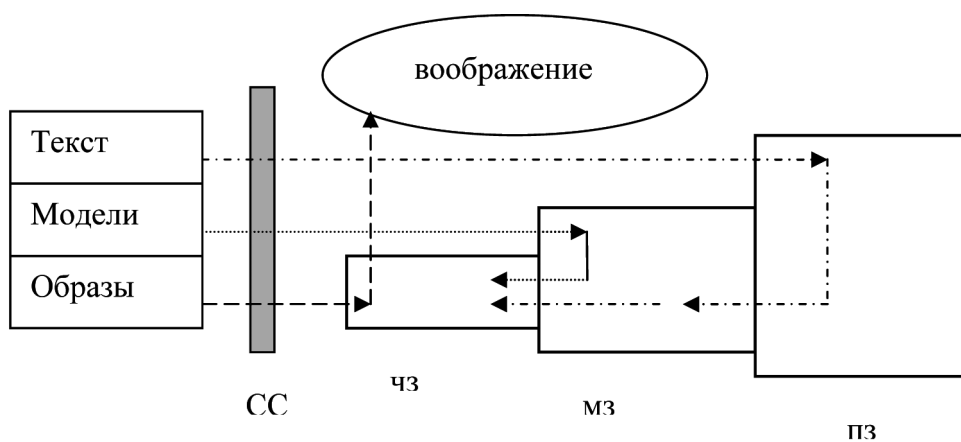 воображение
Текст
Модели
Образы
СС
чз
мз
пз